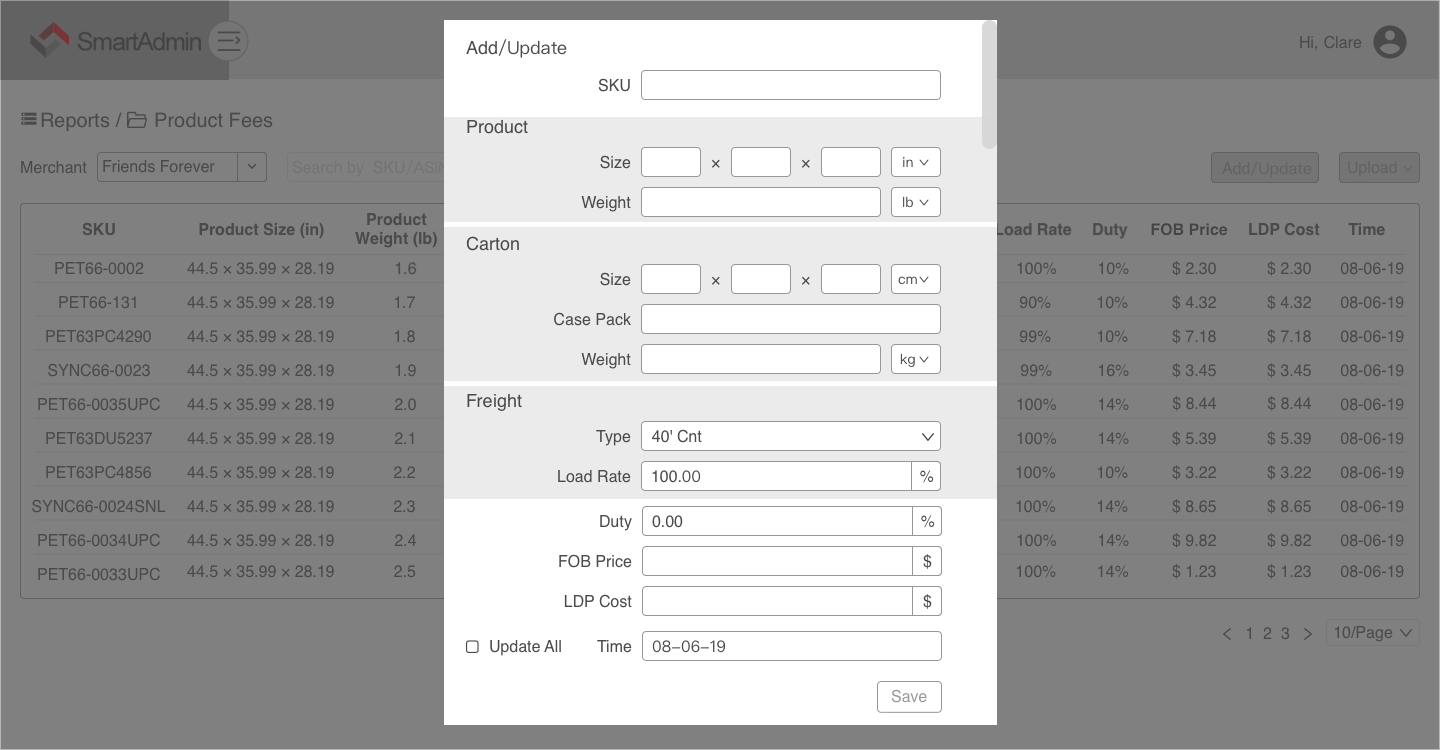 SmartAdmin
Hi, Clare
Reports / Product Fees
Merchant Friends Forever Search by SKU/ASIN Add/Update Upload
SKU Product Size (in) Product Weight (lb) Load Rate Duty FOB Price LDP Cost Time
PET66-0002 44.5 × 35.99 × 28.19 1.6 100% 10% $ 2.30 $ 2.30 08-06-19
PET66-131 44.5 × 35.99 × 28.19 1.7 90% 10% $ 4.32 $ 4.32 08-06-19
PET63PC4290 44.5 × 35.99 × 28.19 1.8 99% 10% $ 7.18 $ 7.18 08-06-19
SYNC66-0023 44.5 × 35.99 × 28.19 1.9 99% 16% $ 3.45 $ 3.45 08-06-19
PET66-0035UPC 44.5 × 35.99 × 28.19 2.0 100% 14% $ 8.44 $ 8.44 08-06-19
PET63DU5237 44.5 × 35.99 × 28.19 2.1 100% 14% $ 5.39 $ 5.39 08-06-19
PET63PC4856 44.5 × 35.99 × 28.19 2.2 100% 10% $ 3.22 $ 3.22 08-06-19
SYNC66-0024SNL 44.5 × 35.99 × 28.19 2.3 100% 14% $ 8.65 $ 8.65 08-06-19
PET66-0034UPC 44.5 × 35.99 × 28.19 2.4 100% 14% $ 9.82 $ 9.82 08-06-19
PET66-0033UPC 44.5 × 35.99 × 28.19 2.5 100% 14% $ 1.23 $ 1.23 08-06-19
< 1 2 3 > 10/Page
Add/Update
SKU
Product
Size × × in
Weight lb
Carton
Size × × cm
Case Pack
Weight kg
Freight
Type 40' Cnt
Load Rate 100.00 %
Duty 0.00 %
FOB Price $
LDP Cost $
Update All Time 08–06–19
Save